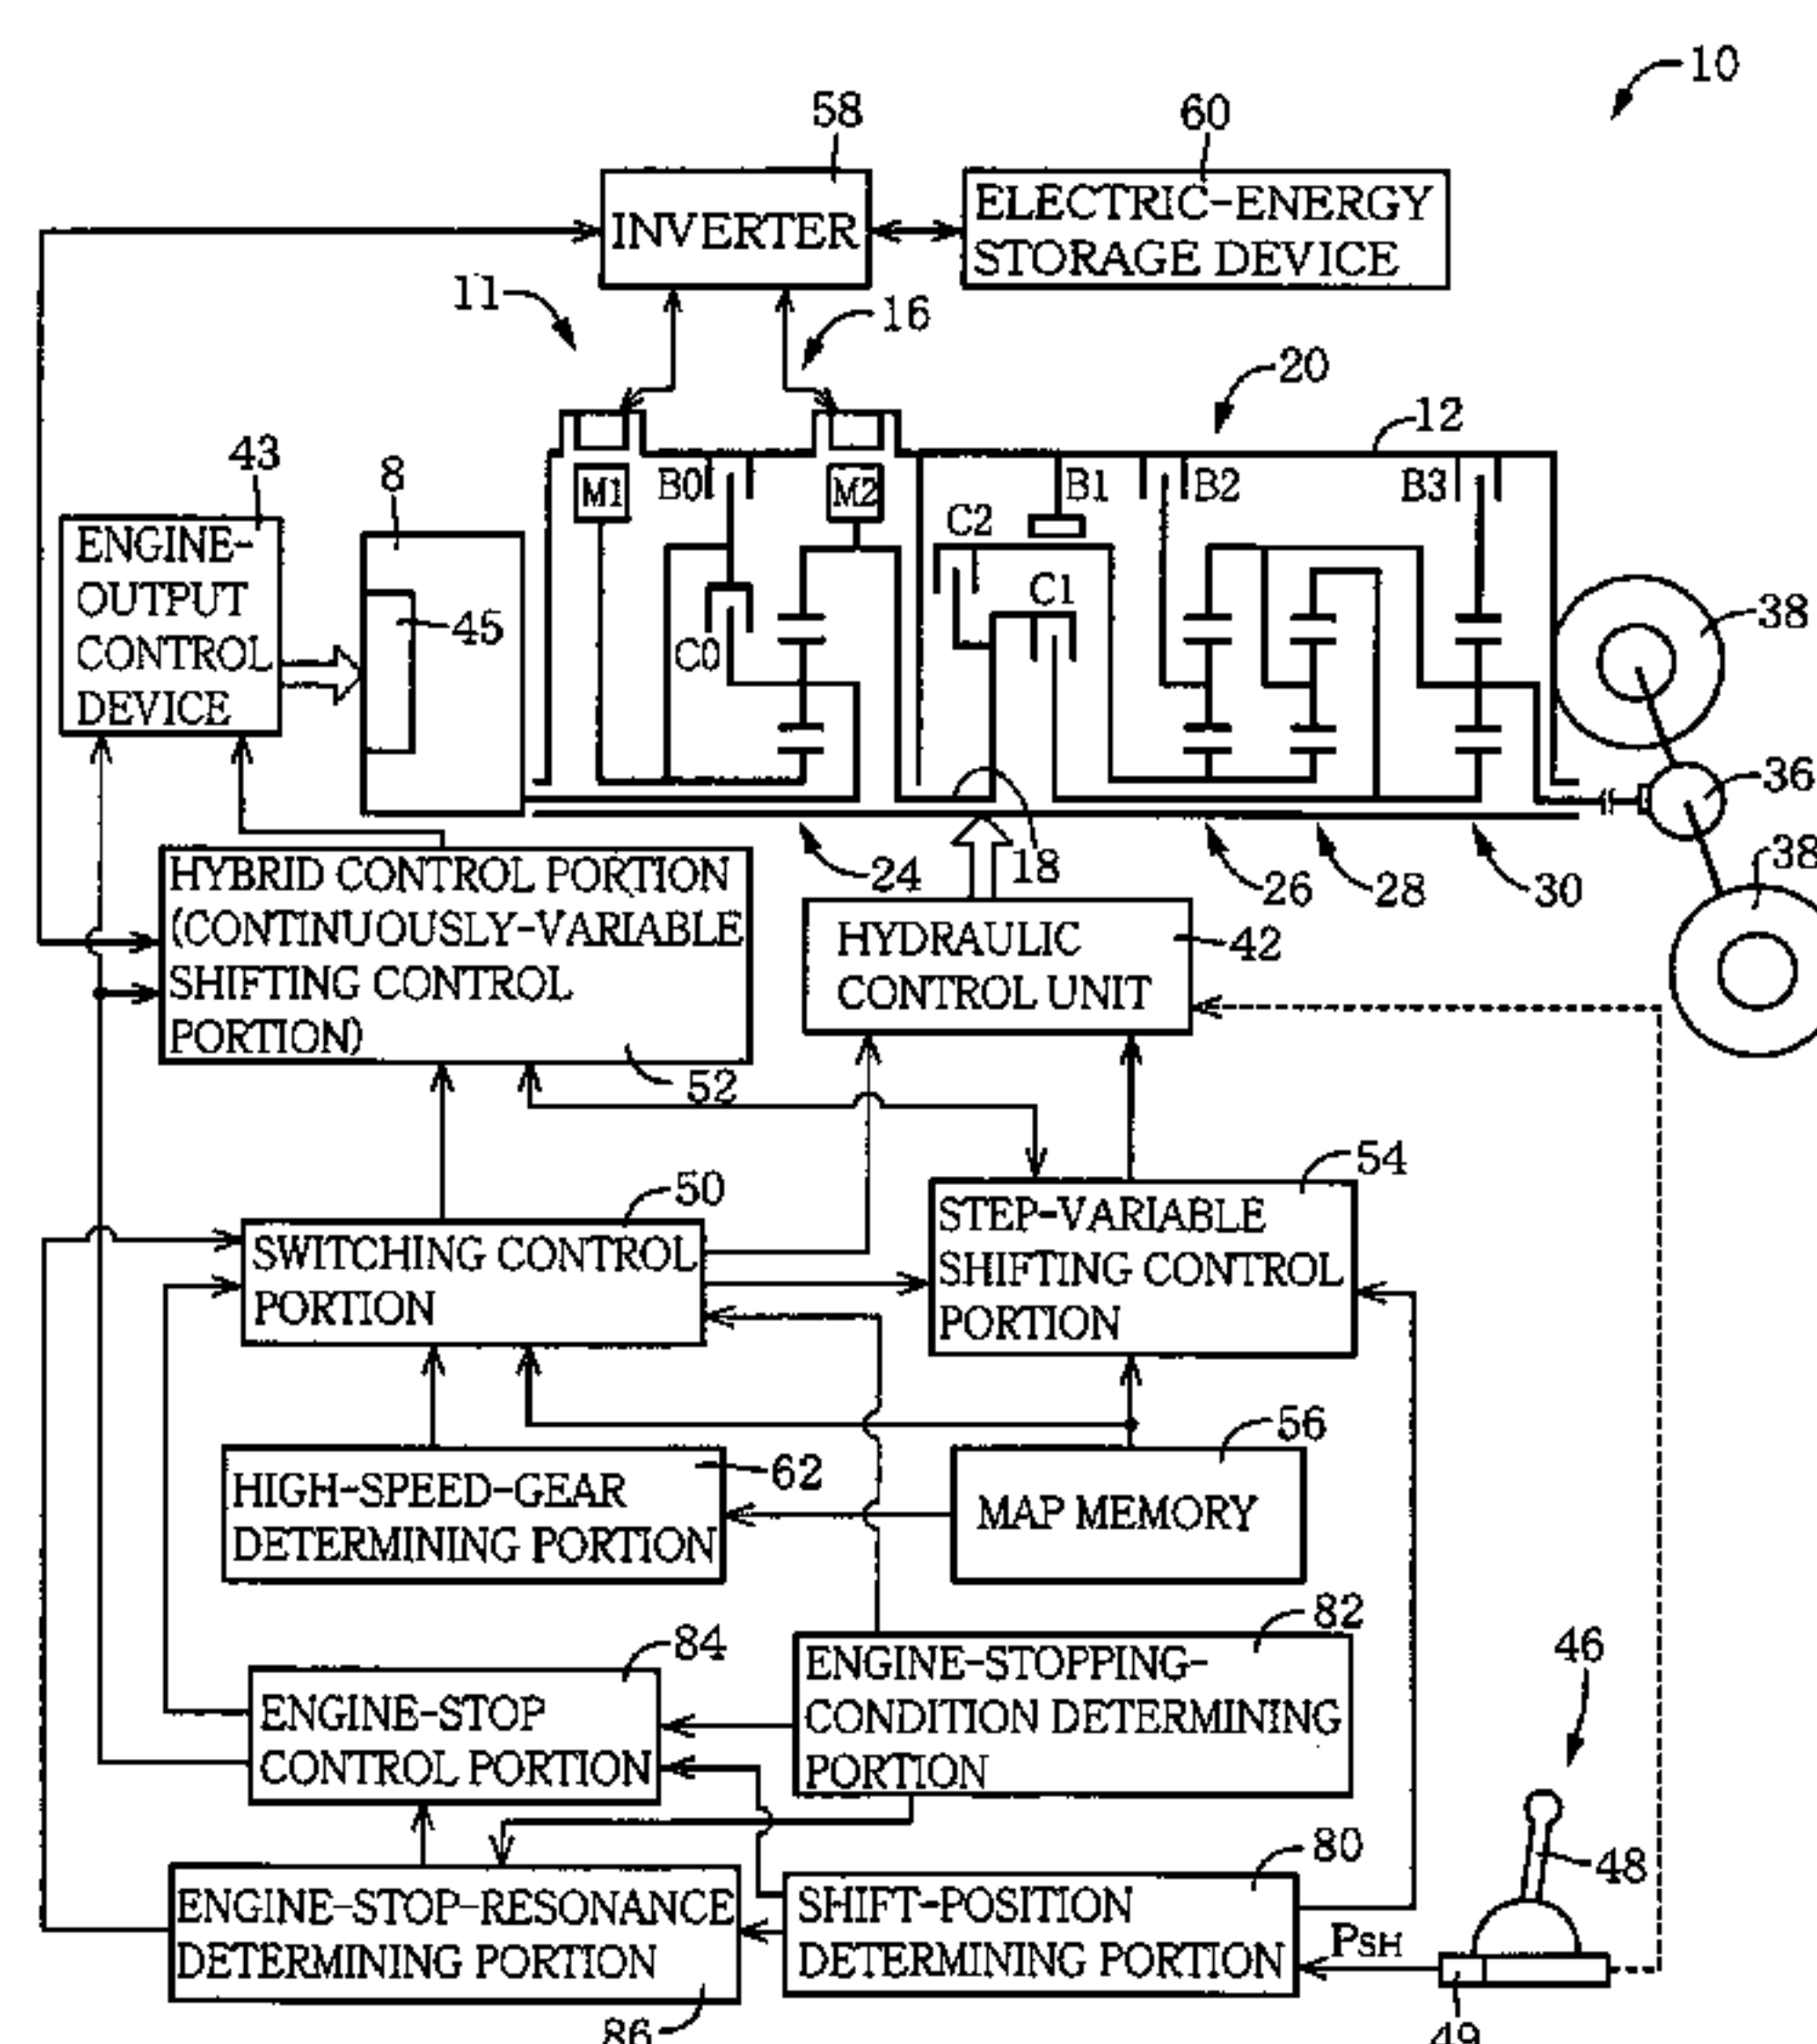 10
58
60
INVERTER
ELECTRIC-ENERGY
STORAGE DEVICE
11
16
20
12
43
8
M1
B0
M2
B1
B2
B3
C2
ENGINE-
OUTPUT
CONTROL
DEVICE
45
C0
C1
38
36
18
24
26
28
30
38
HYBRID CONTROL PORTION
(CONTINUOUSLY-VARIABLE
SHIFTING CONTROL
PORTION)
52
HYDRAULIC
CONTROL UNIT
42
50
54
SWITCHING CONTROL
PORTION
STEP-VARIABLE
SHIFTING CONTROL
PORTION
62
56
HIGH-SPEED-GEAR
DETERMINING PORTION
MAP MEMORY
84
82
46
ENGINE-STOP
CONTROL PORTION
ENGINE-STOPPING-
CONDITION DETERMINING
PORTION
80
48
ENGINE-STOP-RESONANCE
DETERMINING PORTION
SHIFT-POSITION
DETERMINING PORTION
PSH
86
49